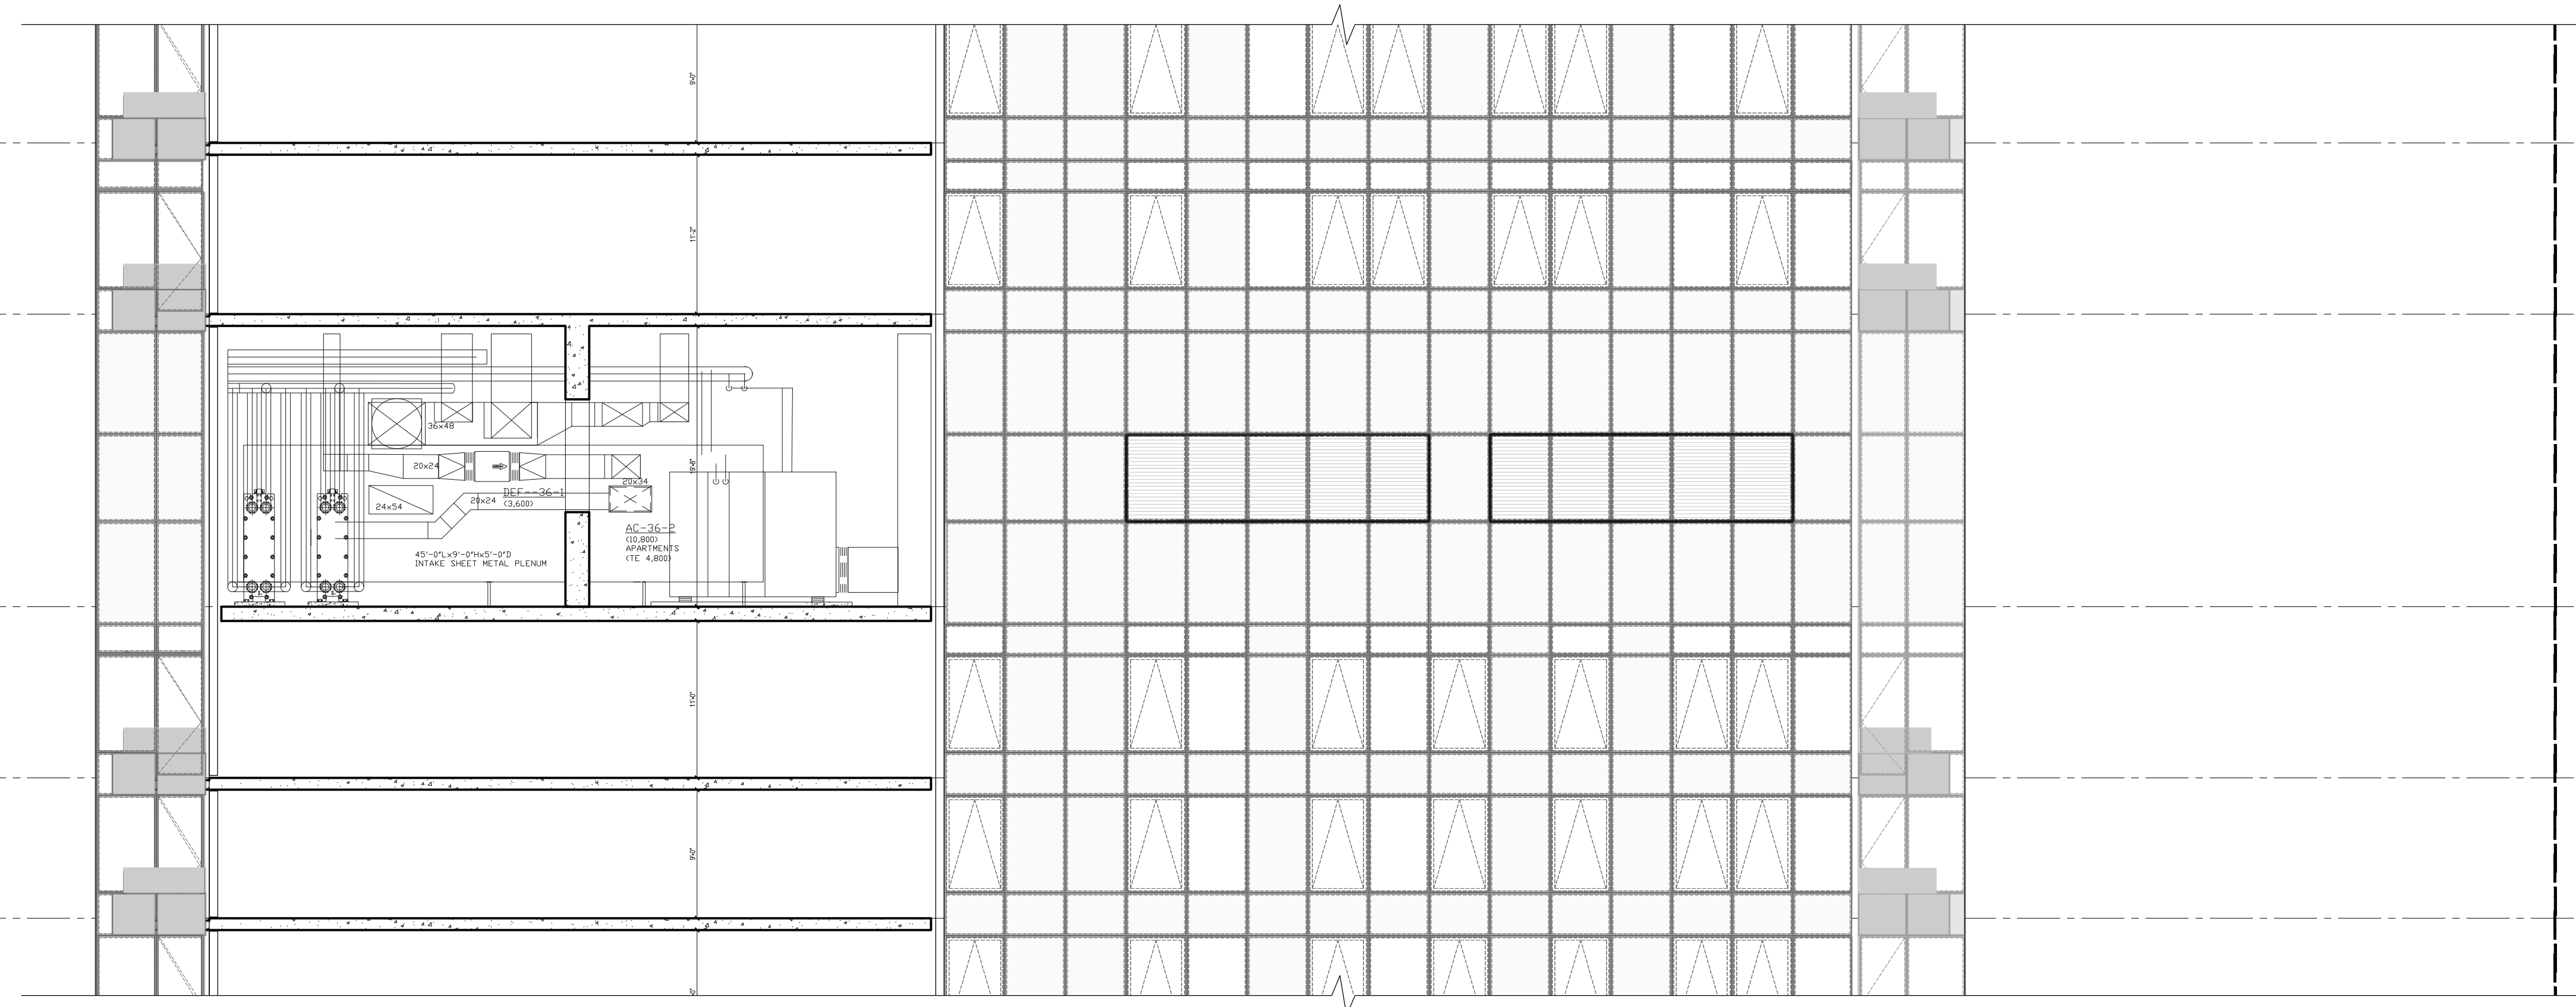 9'-0"
11'-2"
36x48
20x24
19'-8"
20x34
DEF--36-1
20x24
(3,600)
24x54
AC-36-2
(10,800)
APARTMENTS
(TE 4,800)
45'-0"Lx9'-0"Hx5'-0"D
INTAKE SHEET METAL PLENUM
11'-0"
9'-0"